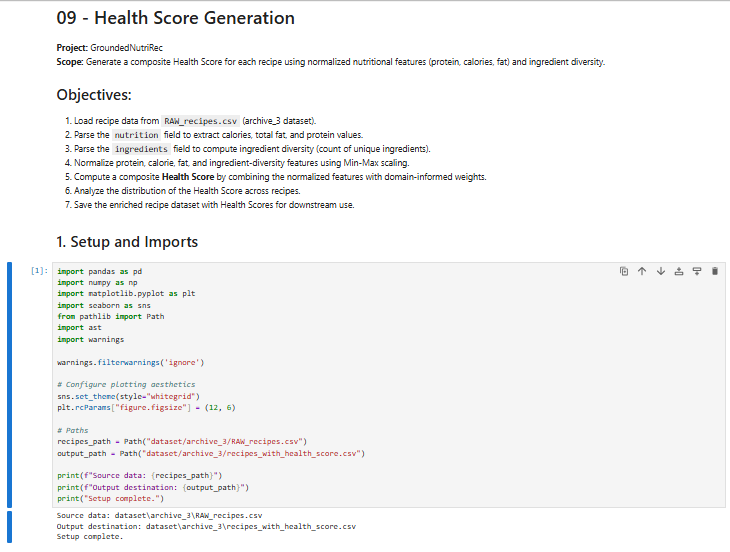 09 - Health Score Generation
Project: GroundedNutriRec
Scope: Generate a composite Health Score for each recipe using normalized nutritional features (protein, calories, fat) and ingredient diversity.
Objectives:
1. Load recipe data from RAW_recipes.csv (archive_3 dataset).
2. Parse the nutrition field to extract calories, total fat, and protein values.
3. Parse the ingredients field to compute ingredient diversity (count of unique ingredients).
4. Normalize protein, calorie, fat, and ingredient-diversity features using Min-Max scaling.
5. Compute a composite Health Score by combining the normalized features with domain-informed weights.
6. Analyze the distribution of the Health Score across recipes.
7. Save the enriched recipe dataset with Health Scores for downstream use.
1. Setup and Imports
[1]: import pandas as pd
import numpy as np
import matplotlib.pyplot as plt
import seaborn as sns
from pathlib import Path
import ast
import warnings
warnings.filterwarnings('ignore')
# Configure plotting aesthetics
sns.set_theme(style="whitegrid")
plt.rcParams["figure.figsize"] = (12, 6)
# Paths
recipes_path = Path("dataset/archive_3/RAW_recipes.csv")
output_path = Path("dataset/archive_3/recipes_with_health_score.csv")
print(f"Source data: {recipes_path}")
print(f"Output destination: {output_path}")
print("Setup complete.")
Source data: dataset\archive_3\RAW_recipes.csv
Output destination: dataset\archive_3\recipes_with_health_score.csv
Setup complete.